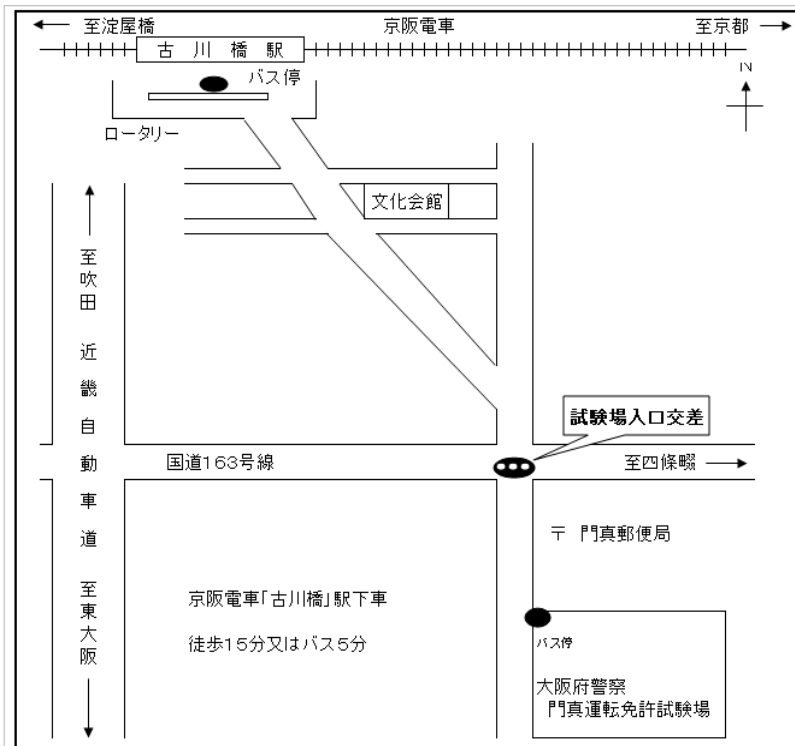 至淀屋橋
京阪電車
至京都
古川橋駅
バス停
N
ロータリー
文化会館
至吹田 近畿自動車道 至東大阪
試験場入口交差
国道163号線
至四條畷
〒 門真郵便局
京阪電車「古川橋」駅下車
徒歩15分又はバス5分
バス停
大阪府警察
門真運転免許試験場